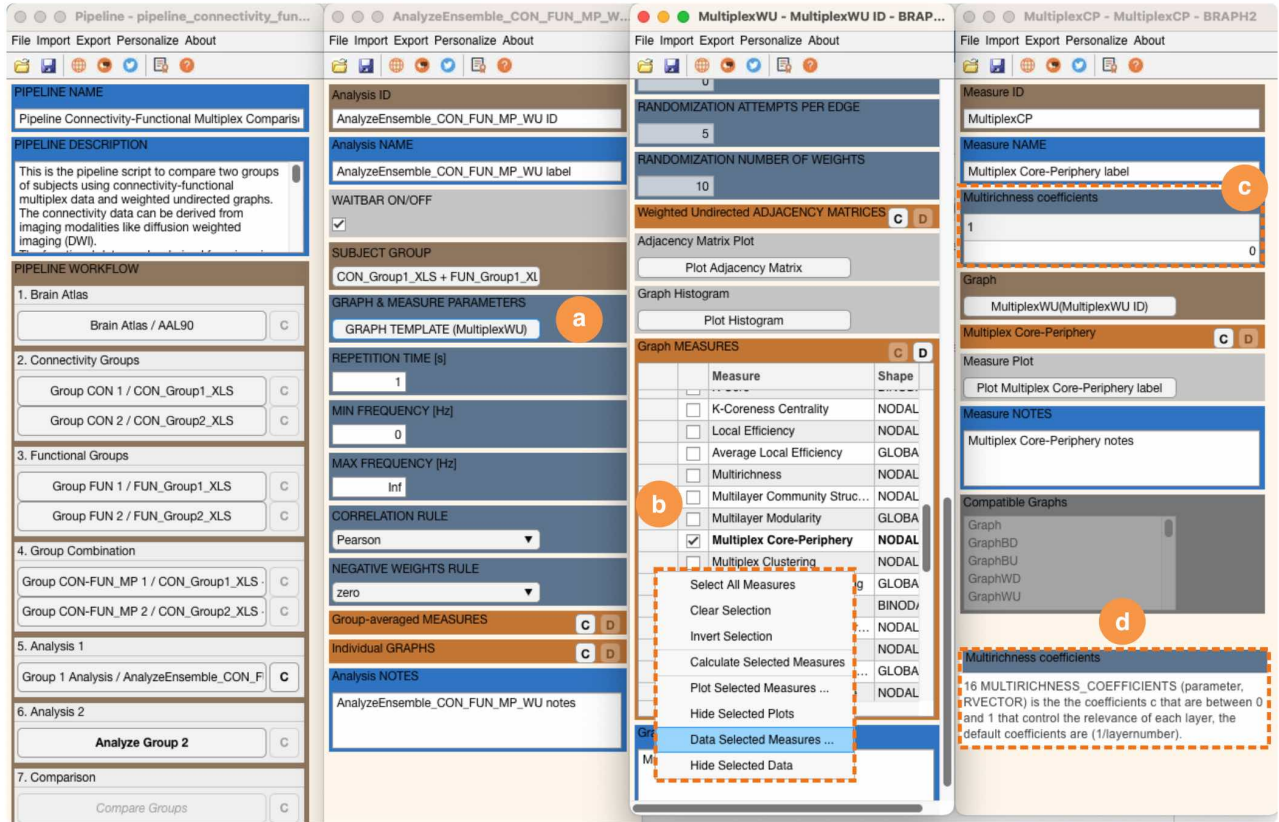 Pipeline - pipeline_connectivity_fun...
File Import Export Personalize About
PIPELINE NAME
Pipeline Connectivity-Functional Multiplex Comparis
PIPELINE DESCRIPTION
This is the pipeline script to compare two groups
of subjects using connectivity-functional
multiplex data and weighted undirected graphs.
The connectivity data can be derived from
imaging modalities like diffusion weighted
imaging (DWI).
PIPELINE WORKFLOW
1. Brain Atlas
Brain Atlas / AAL90
C
2. Connectivity Groups
Group CON 1 / CON_Group1_XLS
C
Group CON 2 / CON_Group2_XLS
C
3. Functional Groups
Group FUN 1 / FUN_Group1_XLS
C
Group FUN 2 / FUN_Group2_XLS
C
4. Group Combination
Group CON-FUN_MP 1 / CON_Group1_XLS -
C
Group CON-FUN_MP 2 / CON_Group2_XLS -
C
5. Analysis 1
Group 1 Analysis / AnalyzeEnsemble_CON_F
C
6. Analysis 2
Analyze Group 2
C
7. Comparison
Compare Groups
C
AnalyzeEnsemble_CON_FUN_MP_W...
File Import Export Personalize About
Analysis ID
AnalyzeEnsemble_CON_FUN_MP_WU ID
Analysis NAME
AnalyzeEnsemble_CON_FUN_MP_WU label
WAITBAR ON/OFF
SUBJECT GROUP
CON_Group1_XLS + FUN_Group1_XL
GRAPH & MEASURE PARAMETERS
GRAPH TEMPLATE (MultiplexWU)
a
REPETITION TIME [s]
1
MIN FREQUENCY [Hz]
0
MAX FREQUENCY [Hz]
Inf
CORRELATION RULE
Pearson
NEGATIVE WEIGHTS RULE
zero
Group-averaged MEASURES
C D
Individual GRAPHS
C D
Analysis NOTES
AnalyzeEnsemble_CON_FUN_MP_WU notes
MultiplexWU - MultiplexWU ID - BRAP...
File Import Export Personalize About
0
RANDOMIZATION ATTEMPTS PER EDGE
5
RANDOMIZATION NUMBER OF WEIGHTS
10
Weighted Undirected ADJACENCY MATRICES
C D
Adjacency Matrix Plot
Plot Adjacency Matrix
Graph Histogram
Plot Histogram
Graph MEASURES
C D
Measure Shape
K-Coreness Centrality NODAL
Local Efficiency NODAL
Average Local Efficiency GLOBA
Multirichness NODAL
b
Multilayer Community Struc... NODAL
Multilayer Modularity GLOBA
Multiplex Core-Periphery NODAL
Multiplex Clustering NODAL
g GLOBA
BINODA
... NODAL
NODAL
... GLOBA
NODAL
Select All Measures
Clear Selection
Invert Selection
Calculate Selected Measures
Plot Selected Measures ...
Hide Selected Plots
Data Selected Measures ...
Hide Selected Data
Gra
M
MultiplexCP - MultiplexCP - BRAPH2
File Import Export Personalize About
Measure ID
MultiplexCP
Measure NAME
Multiplex Core-Periphery label
c
Multirichness coefficients
1
0
Graph
MultiplexWU(MultiplexWU ID)
Multiplex Core-Periphery
C D
Measure Plot
Plot Multiplex Core-Periphery label
Measure NOTES
Multiplex Core-Periphery notes
Compatible Graphs
Graph
GraphBD
GraphBU
GraphWD
GraphWU
d
Multirichness coefficients
16 MULTIRICHNESS_COEFFICIENTS (parameter,
RVECTOR) is the the coefficients c that are between 0
and 1 that control the relevance of each layer, the
default coefficients are (1/layernumber).